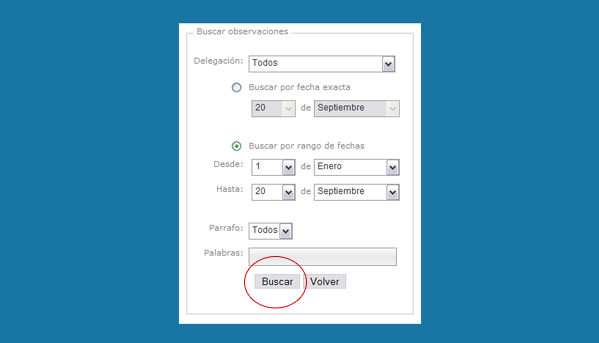 Buscar observaciones
Delegación: Todos
Buscar por fecha exacta
20 de Septiembre
Buscar por rango de fechas
Desde: 1 de Enero
Hasta: 20 de Septiembre
Parrafo: Todos
Palabras:
Buscar Volver